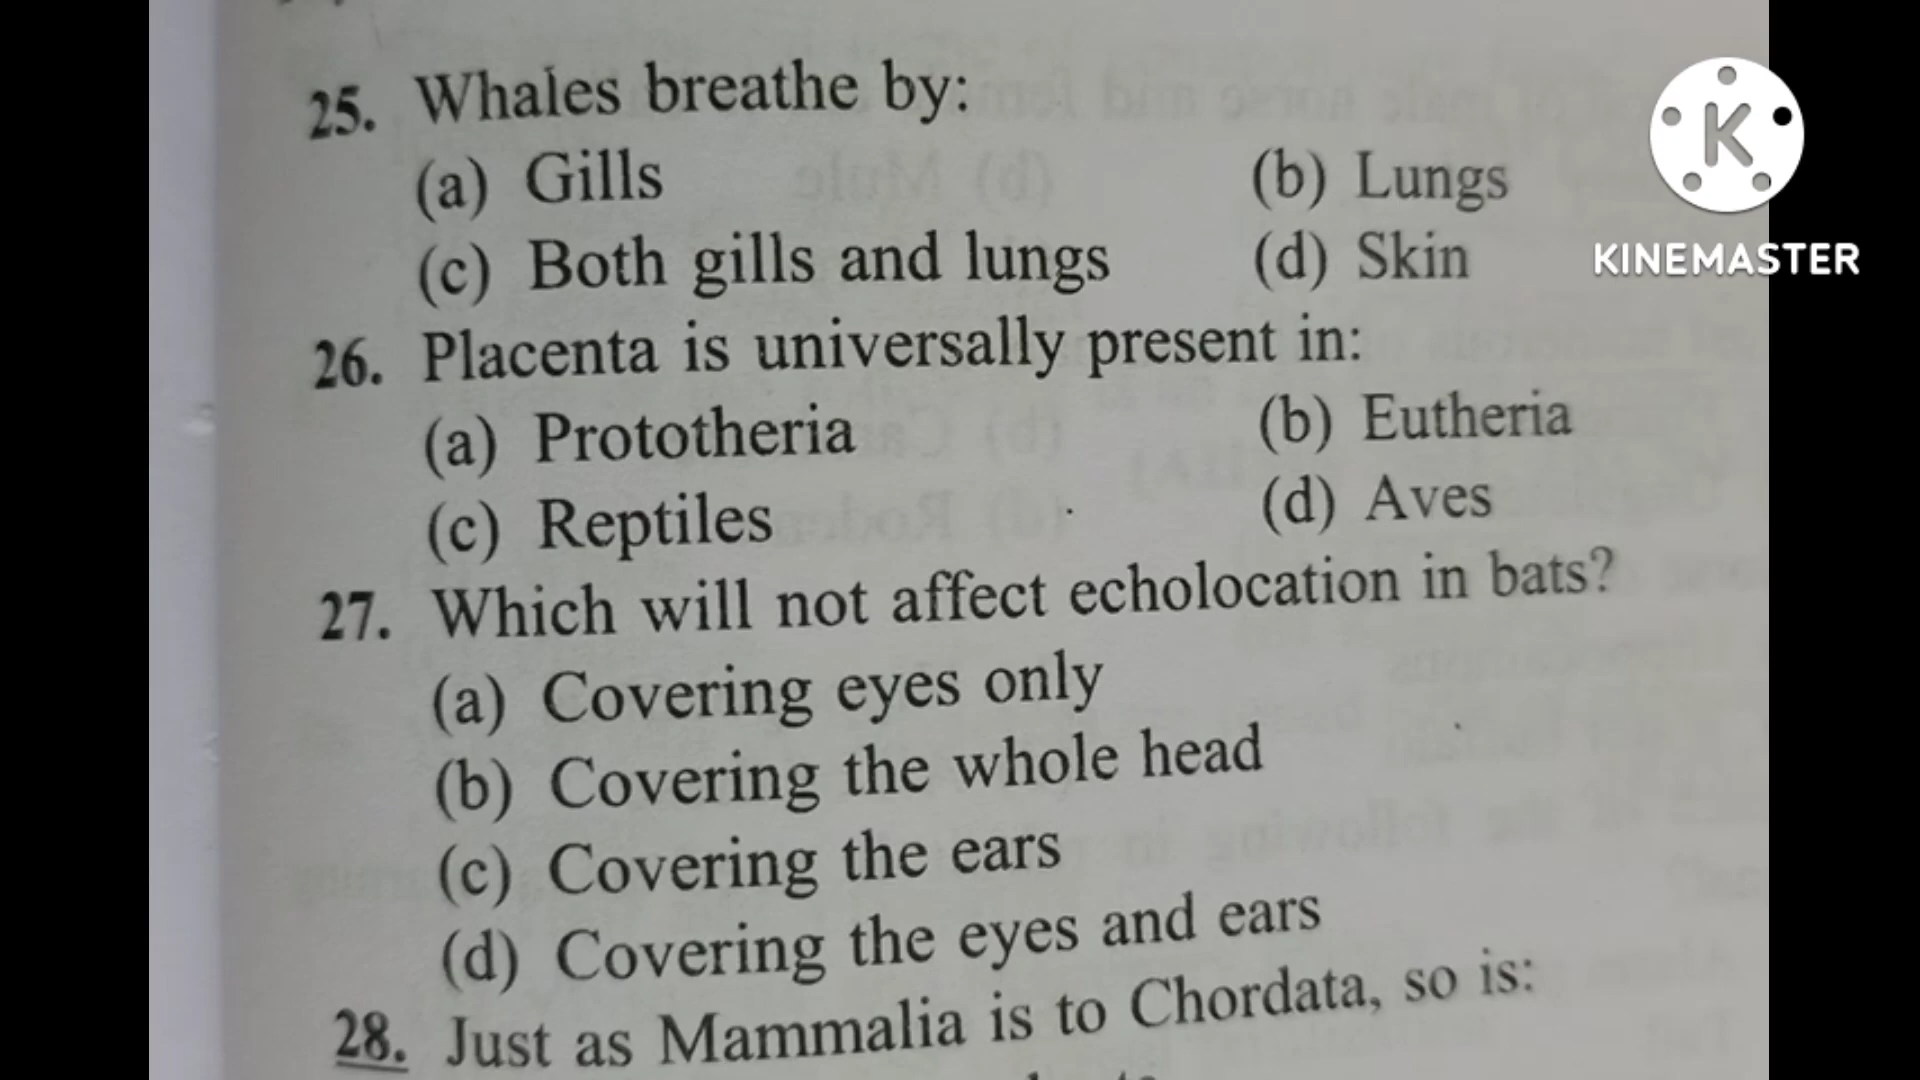 25. Whales breathe by:
(a) Gills (b) Lungs
(c) Both gills and lungs (d) Skin
26. Placenta is universally present in:
(a) Prototheria (b) Eutheria
(c) Reptiles (d) Aves
27. Which will not affect echolocation in bats?
(a) Covering eyes only
(b) Covering the whole head
(c) Covering the ears
(d) Covering the eyes and ears
28. Just as Mammalia is to Chordata, so is:
K
KINEMASTER